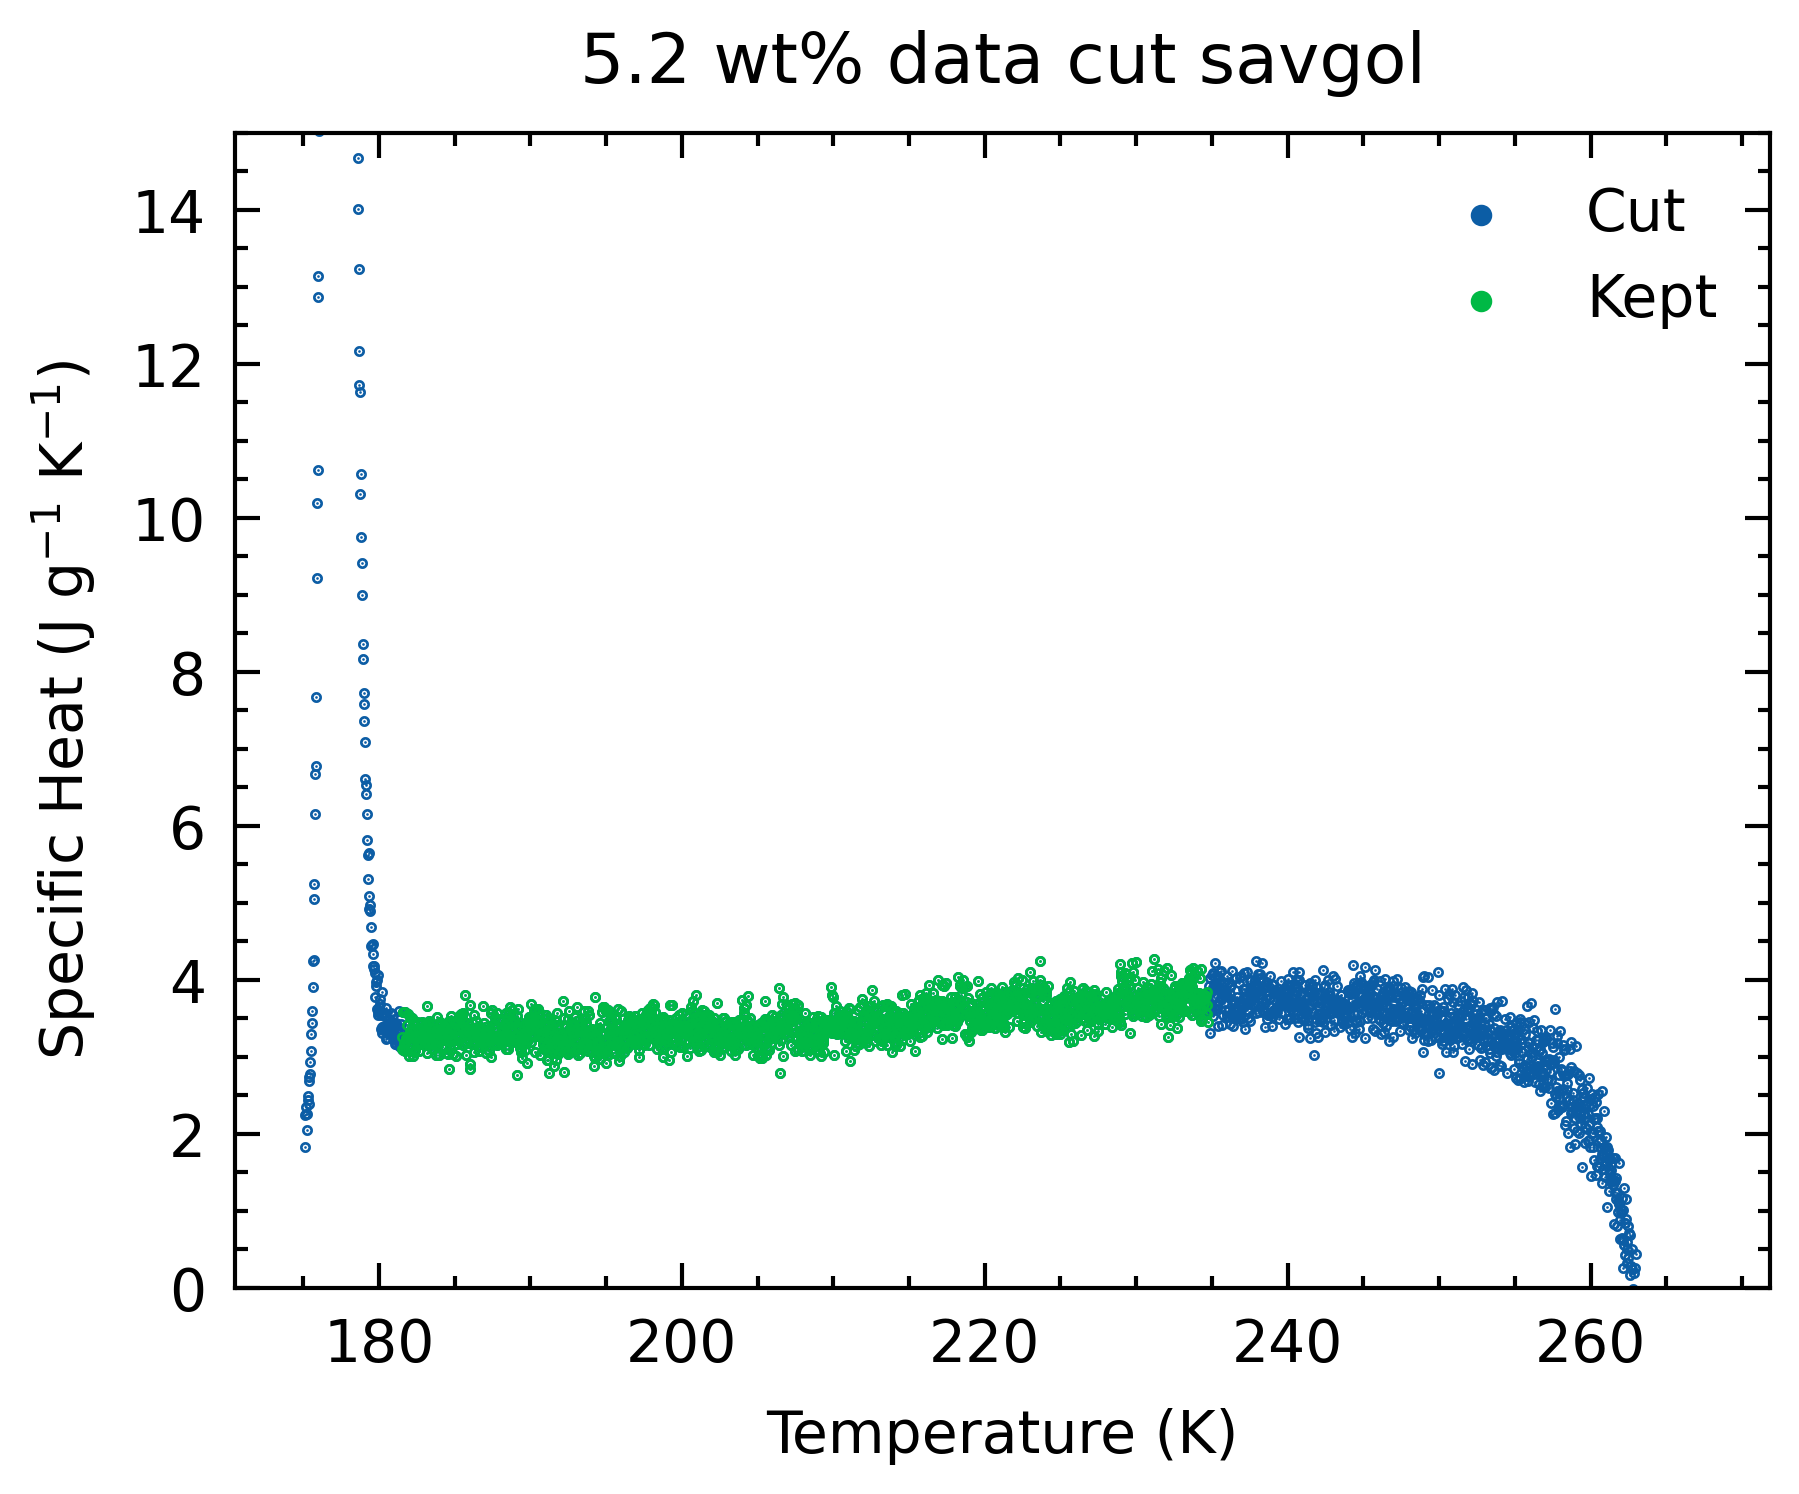 5.2 wt% data cut savgol
Cut
Kept
14
12
10
8
6
4
2
0
Specific Heat (J g⁻¹ K⁻¹)
180 200 220 240 260
Temperature (K)